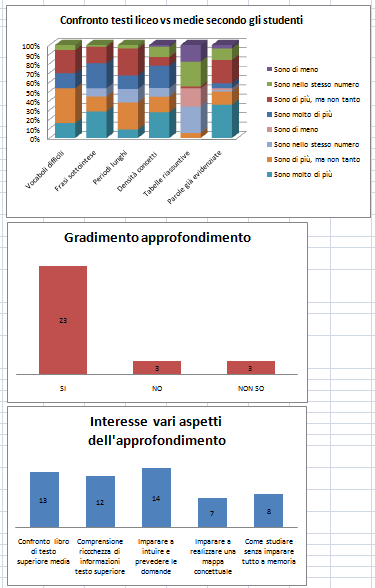 Confronto testi liceo vs medie secondo gli studenti
100%
90%
80%
70%
60%
50%
40%
30%
20%
10%
0%
Vocaboli difficili
Frasi sottointese
Periodi lunghi
Densità concetti
Tabelle riassuntive
Parole già evidenziate
Sono di meno
Sono nello stesso numero
Sono di più, ma non tanto
Sono molto di più
Sono di meno
Sono nello stesso numero
Sono di più, ma non tanto
Sono molto di più
Gradimento approfondimento
23
3
3
SI
NO
NON SO
Interesse vari aspetti
dell'approfondimento
13
12
14
7
8
Confronto libro
di testo
superiore media
Comprensione
ricchezza di
informazioni
testo superiore
Imparare a
intuire e
prevedere le
domande
Imparare a
realizzare una
mappa
concettuale
Come studiare
senza imparare
tutto a memoria